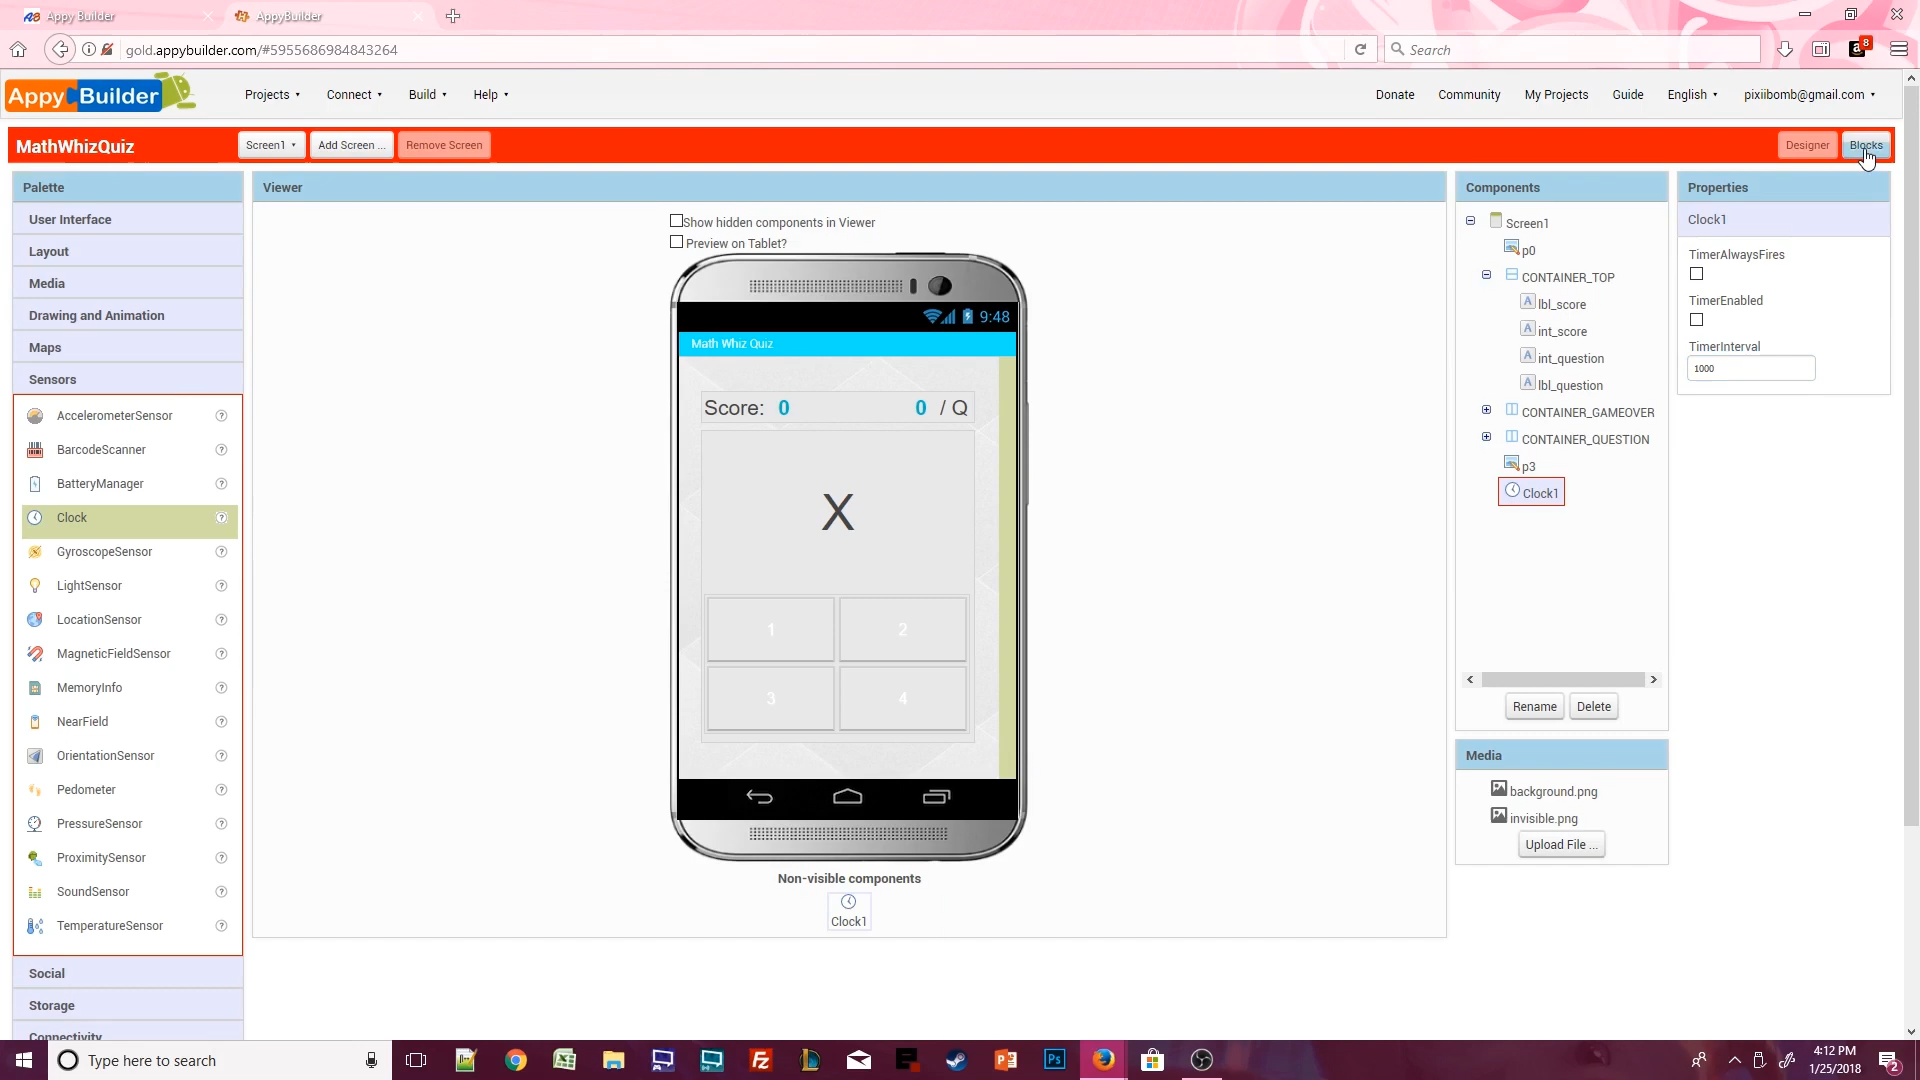 Appy Builder
AppyBuilder
gold.appybuilder.com/#5955686984843264
Search
8
Appy Builder
Projects
Connect
Build
Help
Donate
Community
My Projects
Guide
English
pixiibomb@gmail.com
MathWhizQuiz
Screen1
Add Screen ...
Remove Screen
Designer
Blocks
Palette
User Interface
Layout
Media
Drawing and Animation
Maps
Sensors
AccelerometerSensor
BarcodeScanner
BatteryManager
Clock
GyroscopeSensor
LightSensor
LocationSensor
MagneticFieldSensor
MemoryInfo
NearField
OrientationSensor
Pedometer
PressureSensor
ProximitySensor
SoundSensor
TemperatureSensor
Social
Storage
Connectivity
Viewer
Show hidden components in Viewer
Preview on Tablet?
9:48
Math Whiz Quiz
Score: 0 0 / Q
X
1 2
3 4
Non-visible components
Clock1
Components
Screen1
p0
CONTAINER_TOP
lbl_score
int_score
int_question
lbl_question
CONTAINER_GAMEOVER
CONTAINER_QUESTION
p3
Clock1
Rename
Delete
Media
background.png
invisible.png
Upload File ...
Properties
Clock1
TimerAlwaysFires
TimerEnabled
TimerInterval
1000
Type here to search
4:12 PM
1/25/2018
2